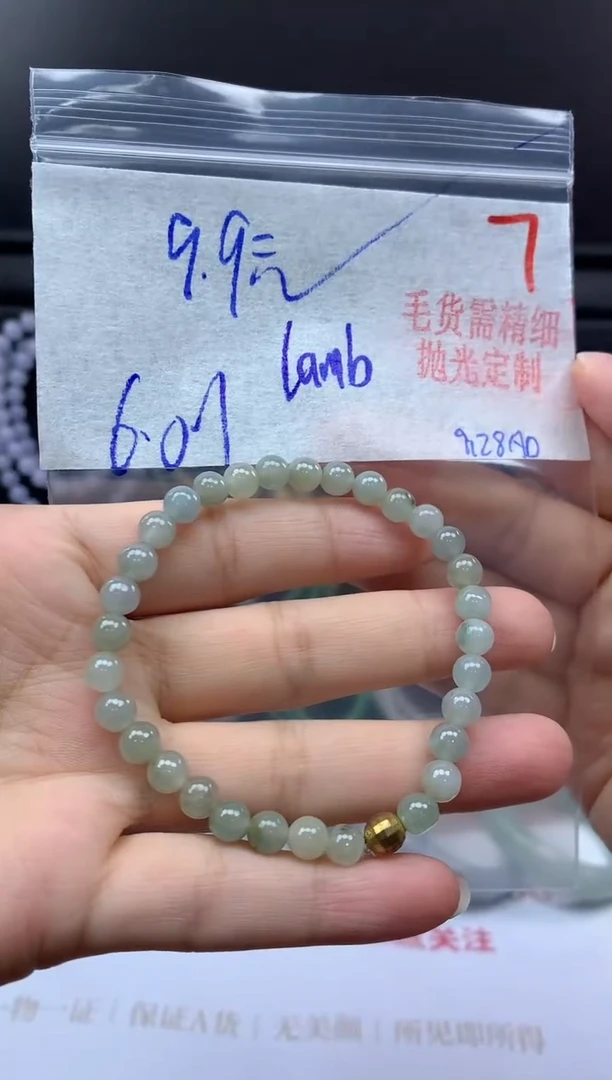 9.9元
7
毛货需精细
抛光定制
lamb
6.07
关注
一物一证 | 保证A货 | 无美颜 | 所见即所得